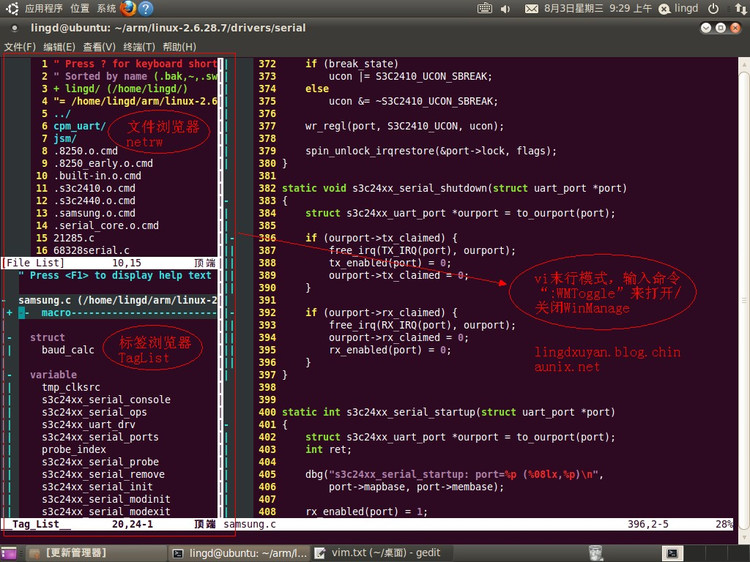 应用程序 位置 系统
8月3日星期三 9:29 上午 lingd
lingd@ubuntu: ~/arm/linux-2.6.28.7/drivers/serial
文件(F) 编辑(E) 查看(V) 终端(T) 帮助(H)
1 " Press ? for keyboard short
2 " Sorted by name (.bak,~,.sw
3 + lingd/ (/home/lingd/)
4 "= /home/lingd/arm/linux-2.6
5 ../
6 cpm_uart/
7 jsm/
8 .8250.o.cmd
9 .8250_early.o.cmd
10 .built-in.o.cmd
11 .s3c2410.o.cmd
12 .s3c2440.o.cmd
13 .samsung.o.cmd
14 .serial_core.o.cmd
15 21285.c
16 68328serial.c
[File List] 10,15 顶端
文件浏览器
netrw
" Press <F1> to display help text
samsung.c (/home/lingd/arm/linux-2
macro
struct
baud_calc
variable
tmp_clksrc
s3c24xx_serial_console
s3c24xx_serial_ops
s3c24xx_uart_drv
s3c24xx_serial_ports
probe_index
s3c24xx_serial_probe
s3c24xx_serial_remove
s3c24xx_serial_init
s3c24xx_serial_modinit
s3c24xx_serial_modexit
__Tag_List__ 20,24-1 顶端
标签浏览器
TagList
372 if (break_state)
373 ucon |= S3C2410_UCON_SBREAK;
374 else
375 ucon &= ~S3C2410_UCON_SBREAK;
376
377 wr_regl(port, S3C2410_UCON, ucon);
378
379 spin_unlock_irqrestore(&port->lock, flags);
380 }
381
382 static void s3c24xx_serial_shutdown(struct uart_port *port)
383 {
384 struct s3c24xx_uart_port *ourport = to_ourport(port);
385
386 if (ourport->tx_claimed) {
387 free_irq(TX_IRQ(port), ourport);
388 tx_enabled(port) = 0;
389 ourport->tx_claimed = 0;
390 }
391
392 if (ourport->rx_claimed) {
393 free_irq(RX_IRQ(port), ourport);
394 ourport->rx_claimed = 0;
395 rx_enabled(port) = 0;
396 }
397 }
398
399
400 static int s3c24xx_serial_startup(struct uart_port *port)
401 {
402 struct s3c24xx_uart_port *ourport = to_ourport(port);
403 int ret;
404
405 dbg("s3c24xx_serial_startup: port=%p (%08lx,%p)\n",
406 port->mapbase, port->membase);
407
408 rx_enabled(port) = 1;
samsung.c 396,2-5 28%
vi末行模式，输入命令
“:WMToggle”来打开/
关闭WinManage
lingdxuyan.blog.chin
aunix.net
[更新管理器]
lingd@ubuntu: ~/arm/l...
vim.txt (~/桌面) - gedit